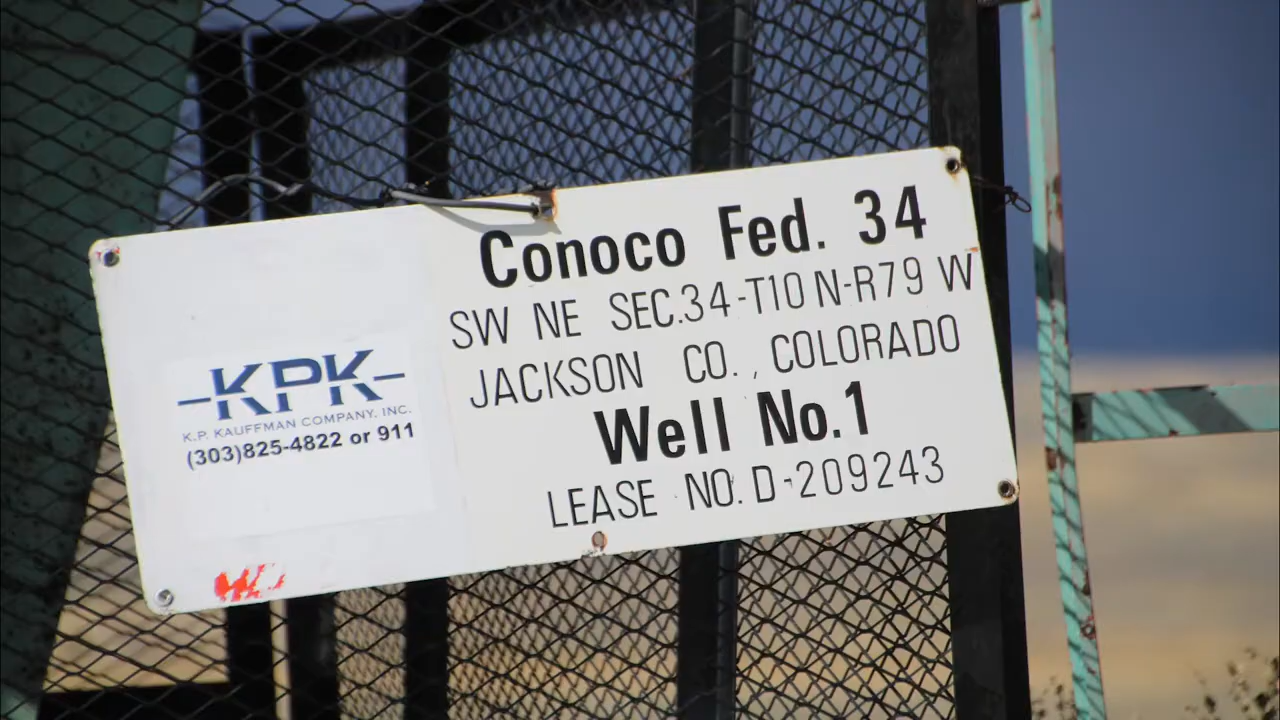 KPK
K.P. KAUFFMAN COMPANY, INC.
(303)825-4822 or 911
Conoco Fed. 34
SW NE SEC.34-T10N-R79 W
JACKSON CO., COLORADO
Well No.1
LEASE NO. D-209243